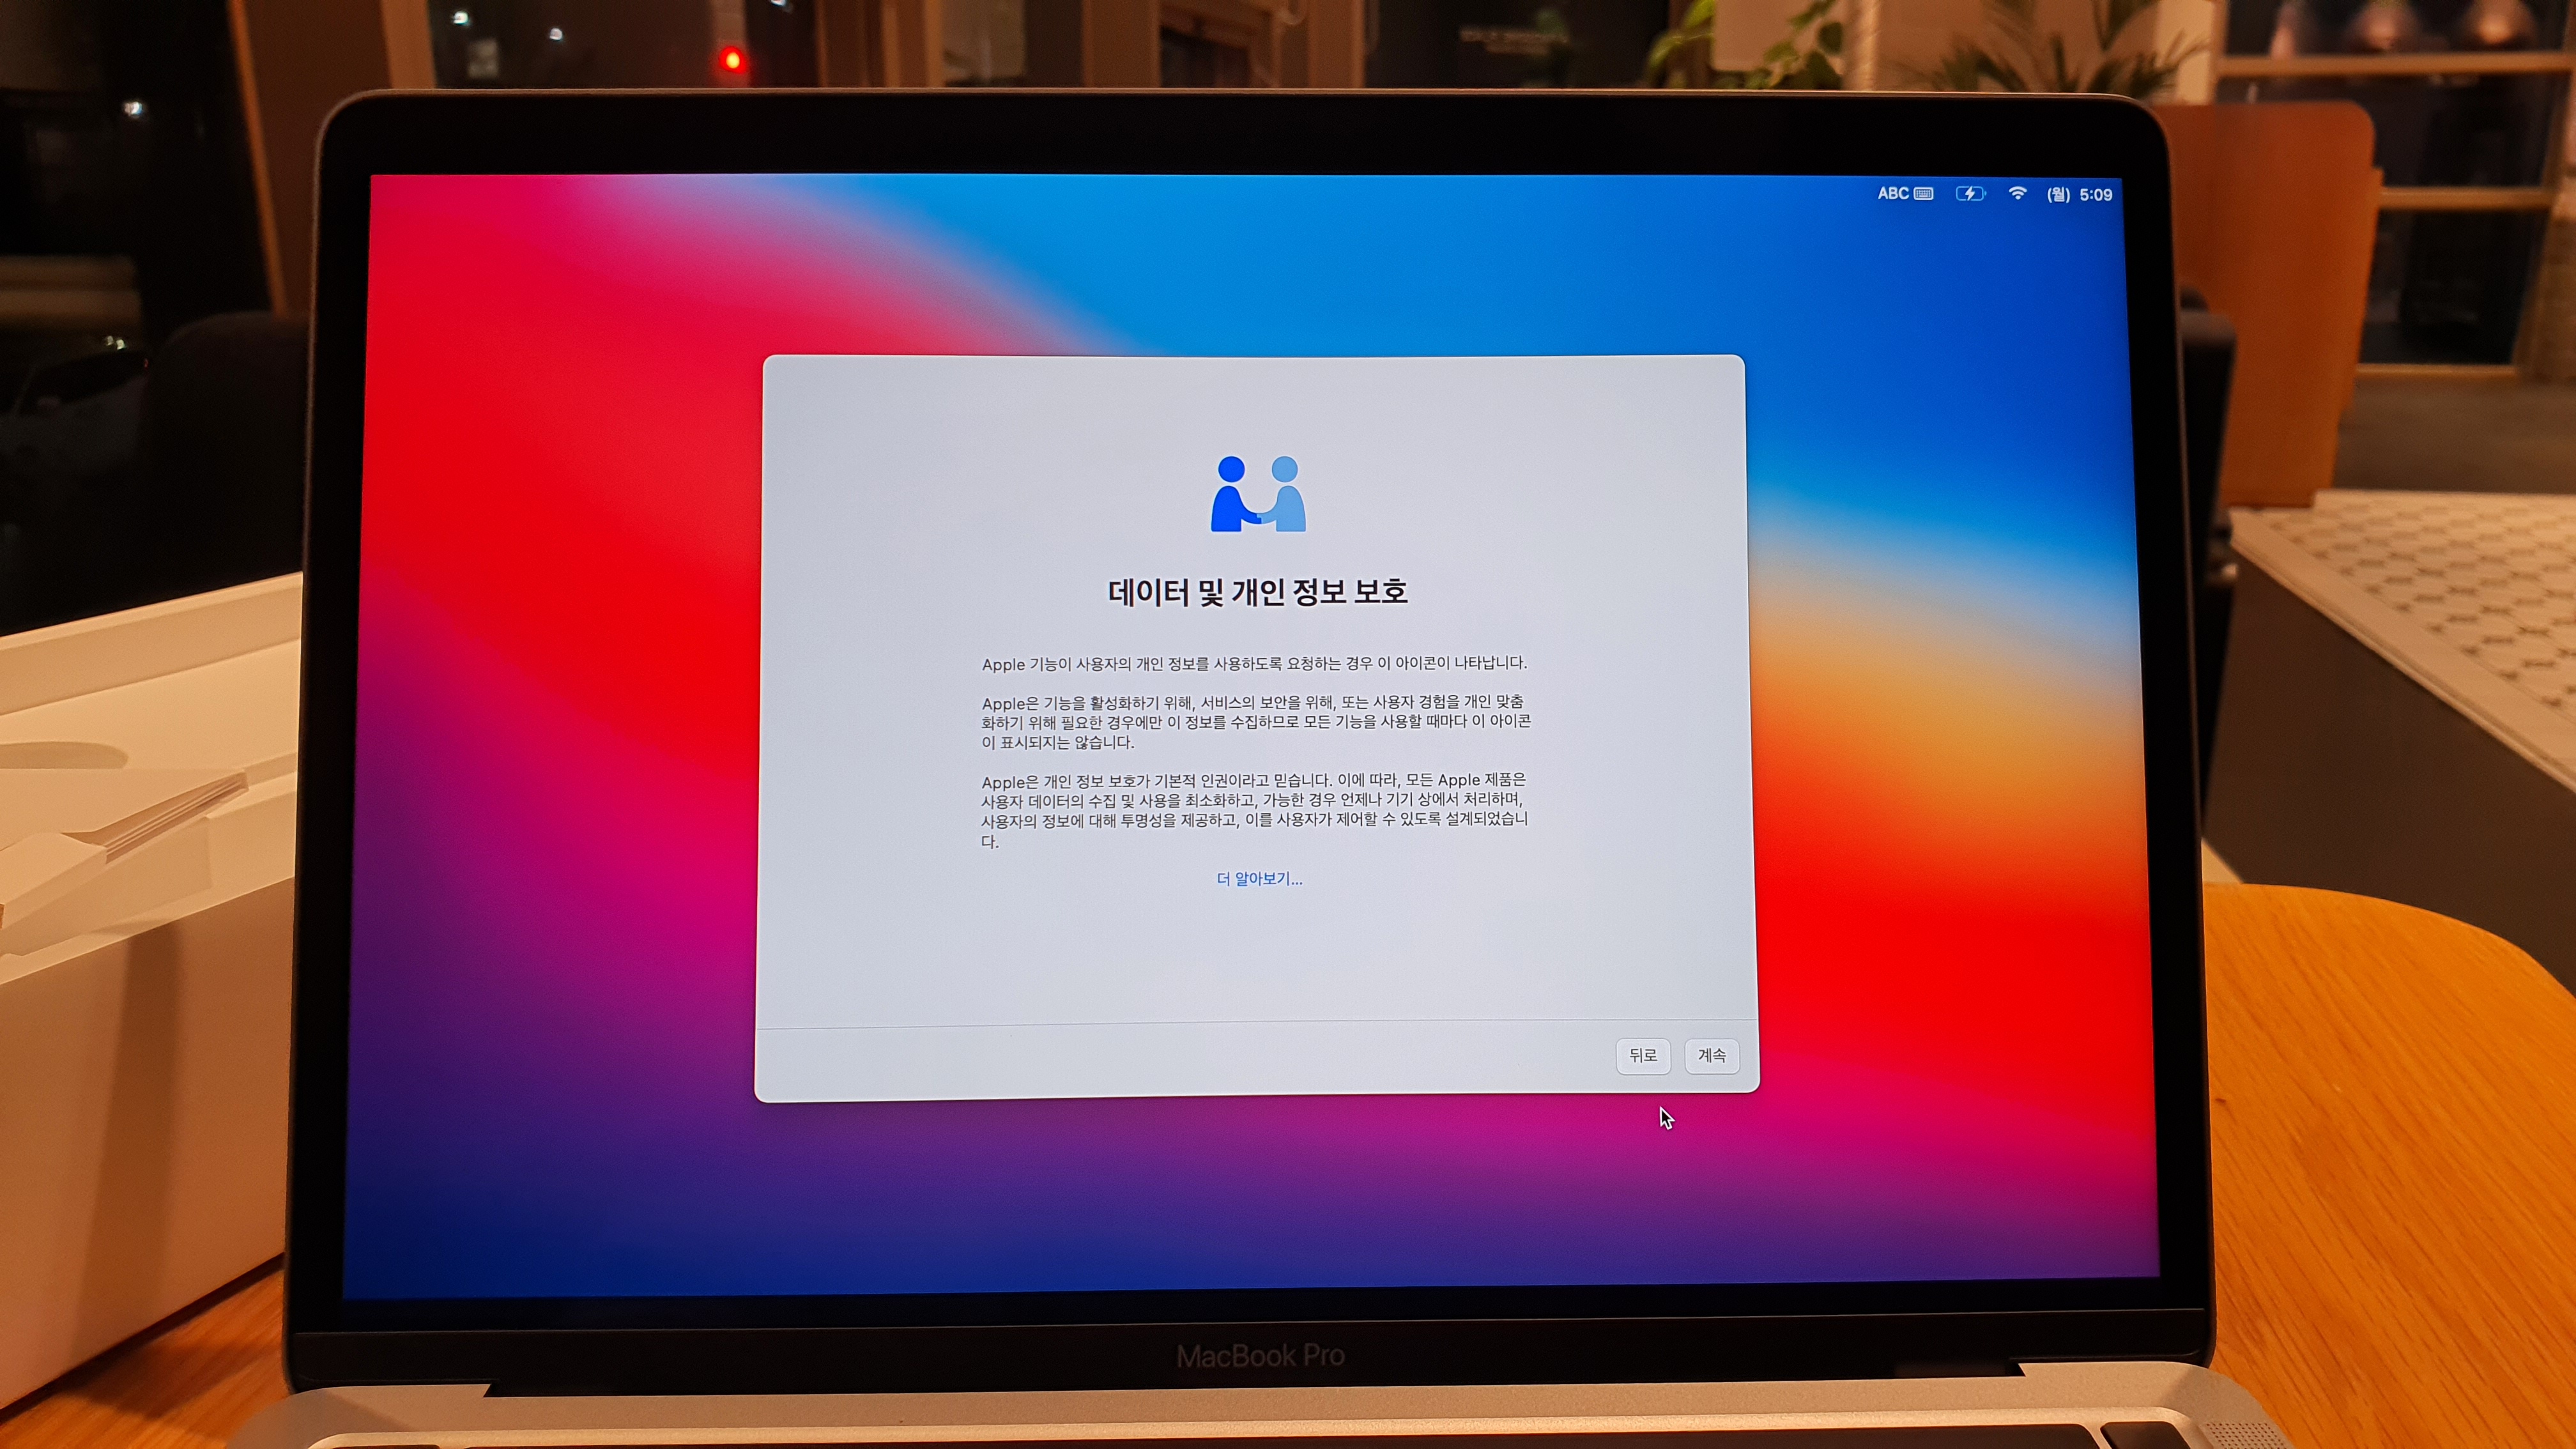 ABC (월) 5:09
데이터 및 개인 정보 보호
Apple 기능이 사용자의 개인 정보를 사용하도록 요청하는 경우 이 아이콘이 나타납니다.
Apple은 기능을 활성화하기 위해, 서비스의 보안을 위해, 또는 사용자 경험을 개인 맞춤
화하기 위해 필요한 경우에만 이 정보를 수집하므로 모든 기능을 사용할 때마다 이 아이콘
이 표시되지는 않습니다.
Apple은 개인 정보 보호가 기본적 인권이라고 믿습니다. 이에 따라, 모든 Apple 제품은
사용자 데이터의 수집 및 사용을 최소화하고, 가능한 경우 언제나 기기 상에서 처리하며,
사용자의 정보에 대해 투명성을 제공하고, 이를 사용자가 제어할 수 있도록 설계되었습니
다.
더 알아보기...
뒤로 계속
MacBook Pro